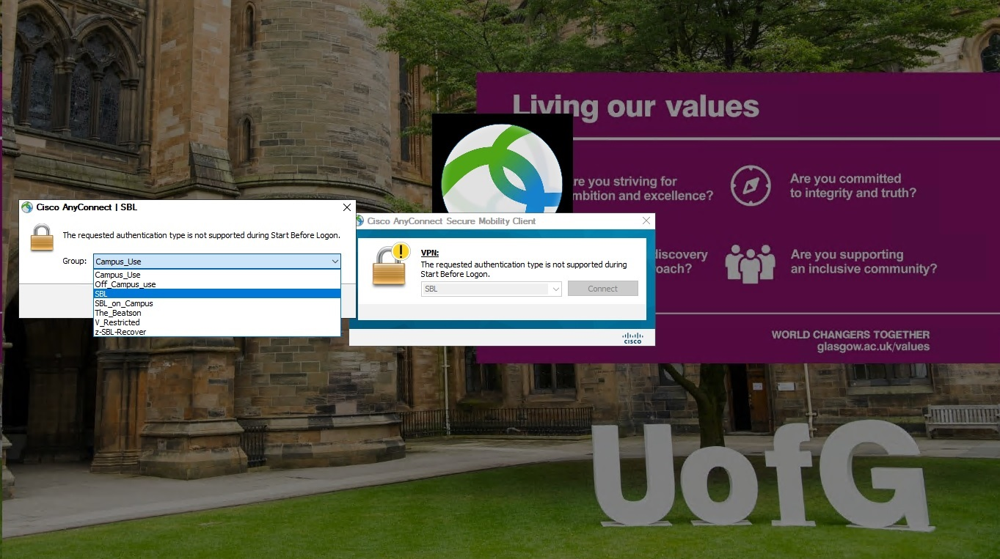 Living our values
re you striving for
mbition and excellence?
Are you committed
to integrity and truth?
discovery
oach?
Are you supporting
an inclusive community?
WORLD CHANGERS TOGETHER
glasgow.ac.uk/values
Cisco AnyConnect | SBL
The requested authentication type is not supported during Start Before Logon.
Group: Campus_Use
Campus_Use
Off_Campus_use
SBL
SBL_on_Campus
The_Beatson
V_Restricted
z-SBL-Recover
Cisco AnyConnect Secure Mobility Client
VPN:
The requested authentication type is not supported during
Start Before Logon.
SBL
Connect
CISCO
UofG